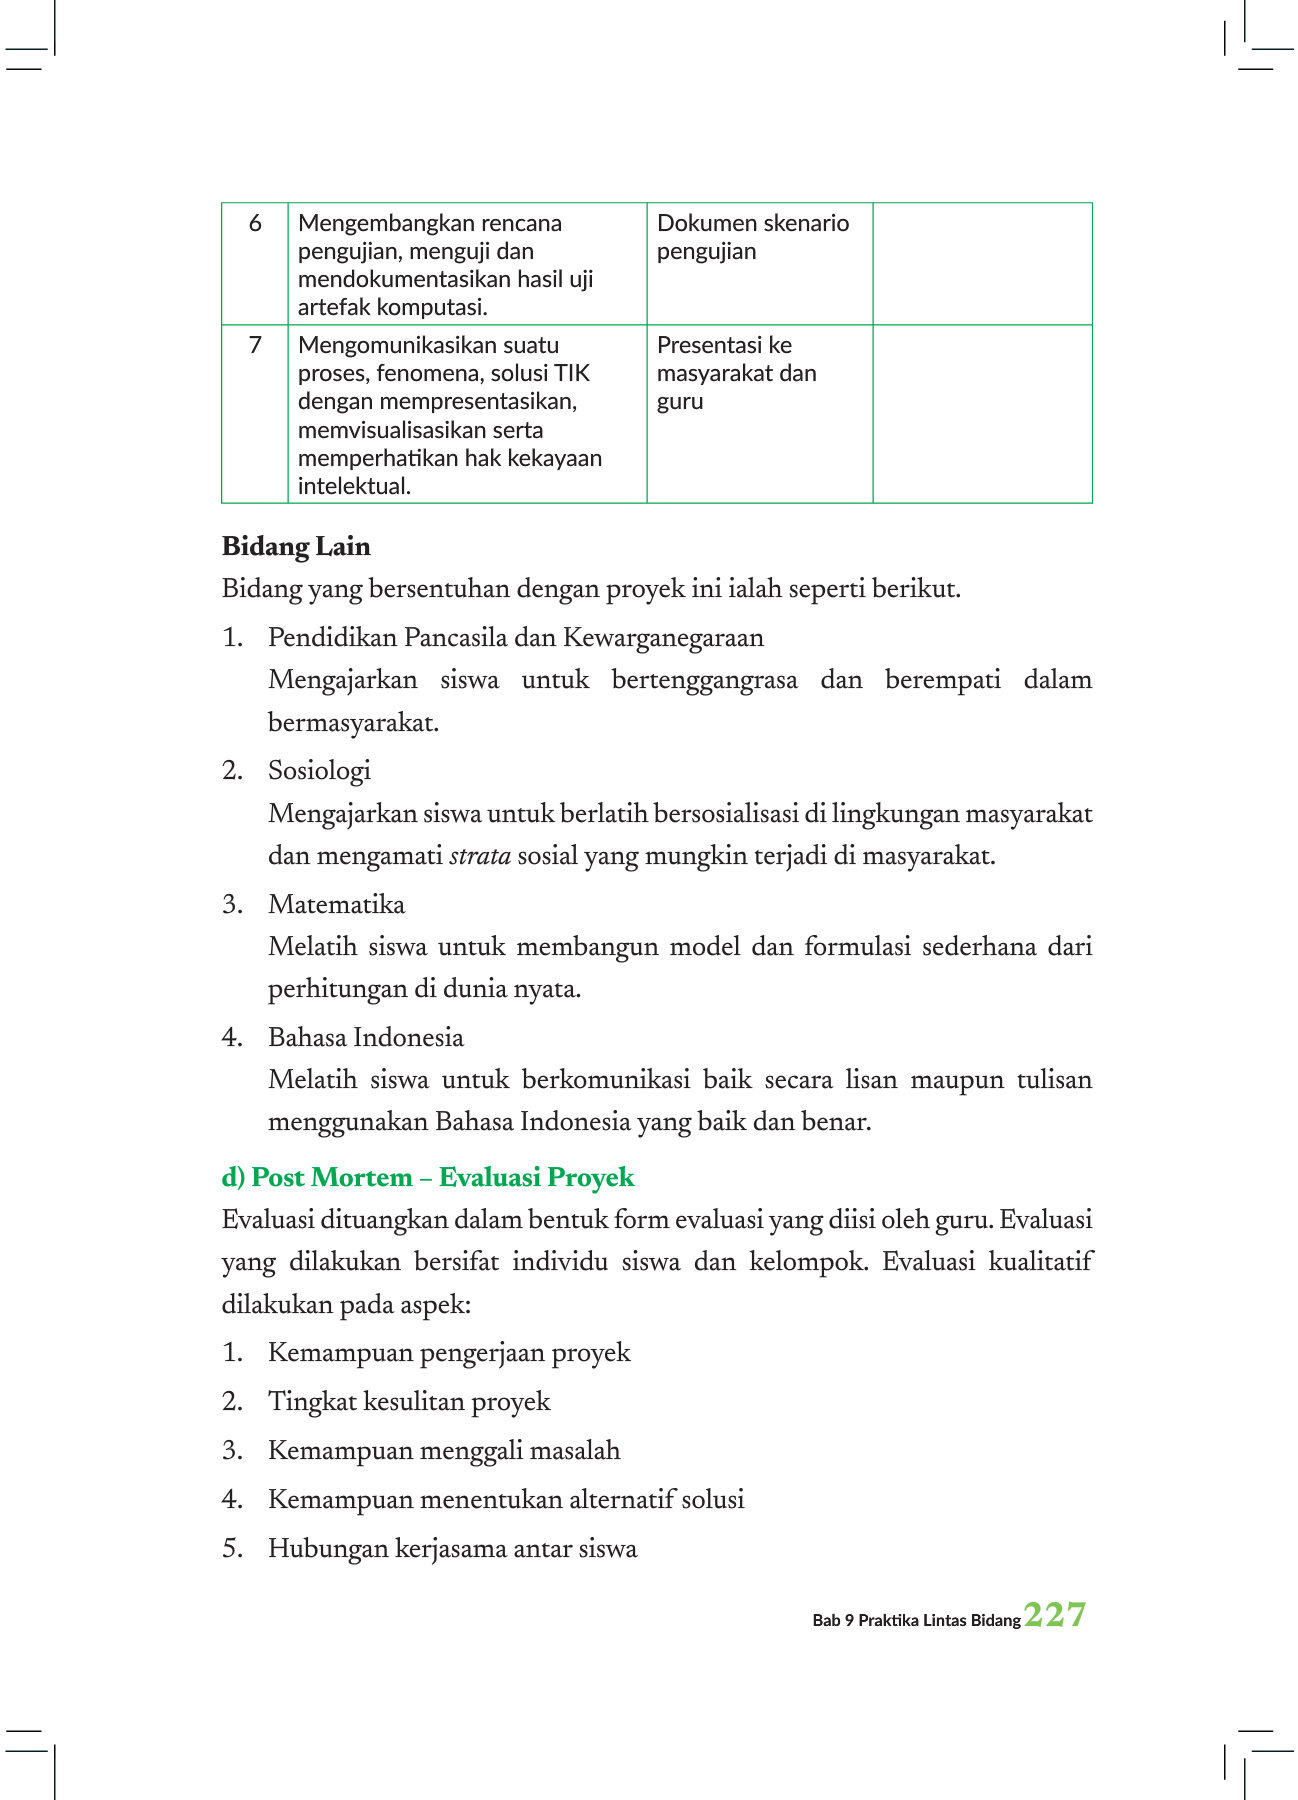 6
Mengembangkan rencana
pengujian, menguji dan
mendokumentasikan hasil uji
artefak komputasi.
Dokumen skenario
pengujian
7
Mengomunikasikan suatu
proses, fenomena, solusi TIK
dengan mempresentasikan,
memvisualisasikan serta
memperhatikan hak kekayaan
intelektual.
Presentasi ke
masyarakat dan
guru
Bidang Lain
Bidang yang bersentuhan dengan proyek ini ialah seperti berikut.
1. Pendidikan Pancasila dan Kewarganegaraan
Mengajarkan siswa untuk bertenggangrasa dan berempati dalam
bermasyarakat.
2. Sosiologi
Mengajarkan siswa untuk berlatih bersosialisasi di lingkungan masyarakat
dan mengamati strata sosial yang mungkin terjadi di masyarakat.
3. Matematika
Melatih siswa untuk membangun model dan formulasi sederhana dari
perhitungan di dunia nyata.
4. Bahasa Indonesia
Melatih siswa untuk berkomunikasi baik secara lisan maupun tulisan
menggunakan Bahasa Indonesia yang baik dan benar.
d) Post Mortem – Evaluasi Proyek
Evaluasi dituangkan dalam bentuk form evaluasi yang diisi oleh guru. Evaluasi
yang dilakukan bersifat individu siswa dan kelompok. Evaluasi kualitatif
dilakukan pada aspek:
1. Kemampuan pengerjaan proyek
2. Tingkat kesulitan proyek
3. Kemampuan menggali masalah
4. Kemampuan menentukan alternatif solusi
5. Hubungan kerjasama antar siswa
Bab 9 Praktika Lintas Bidang 227